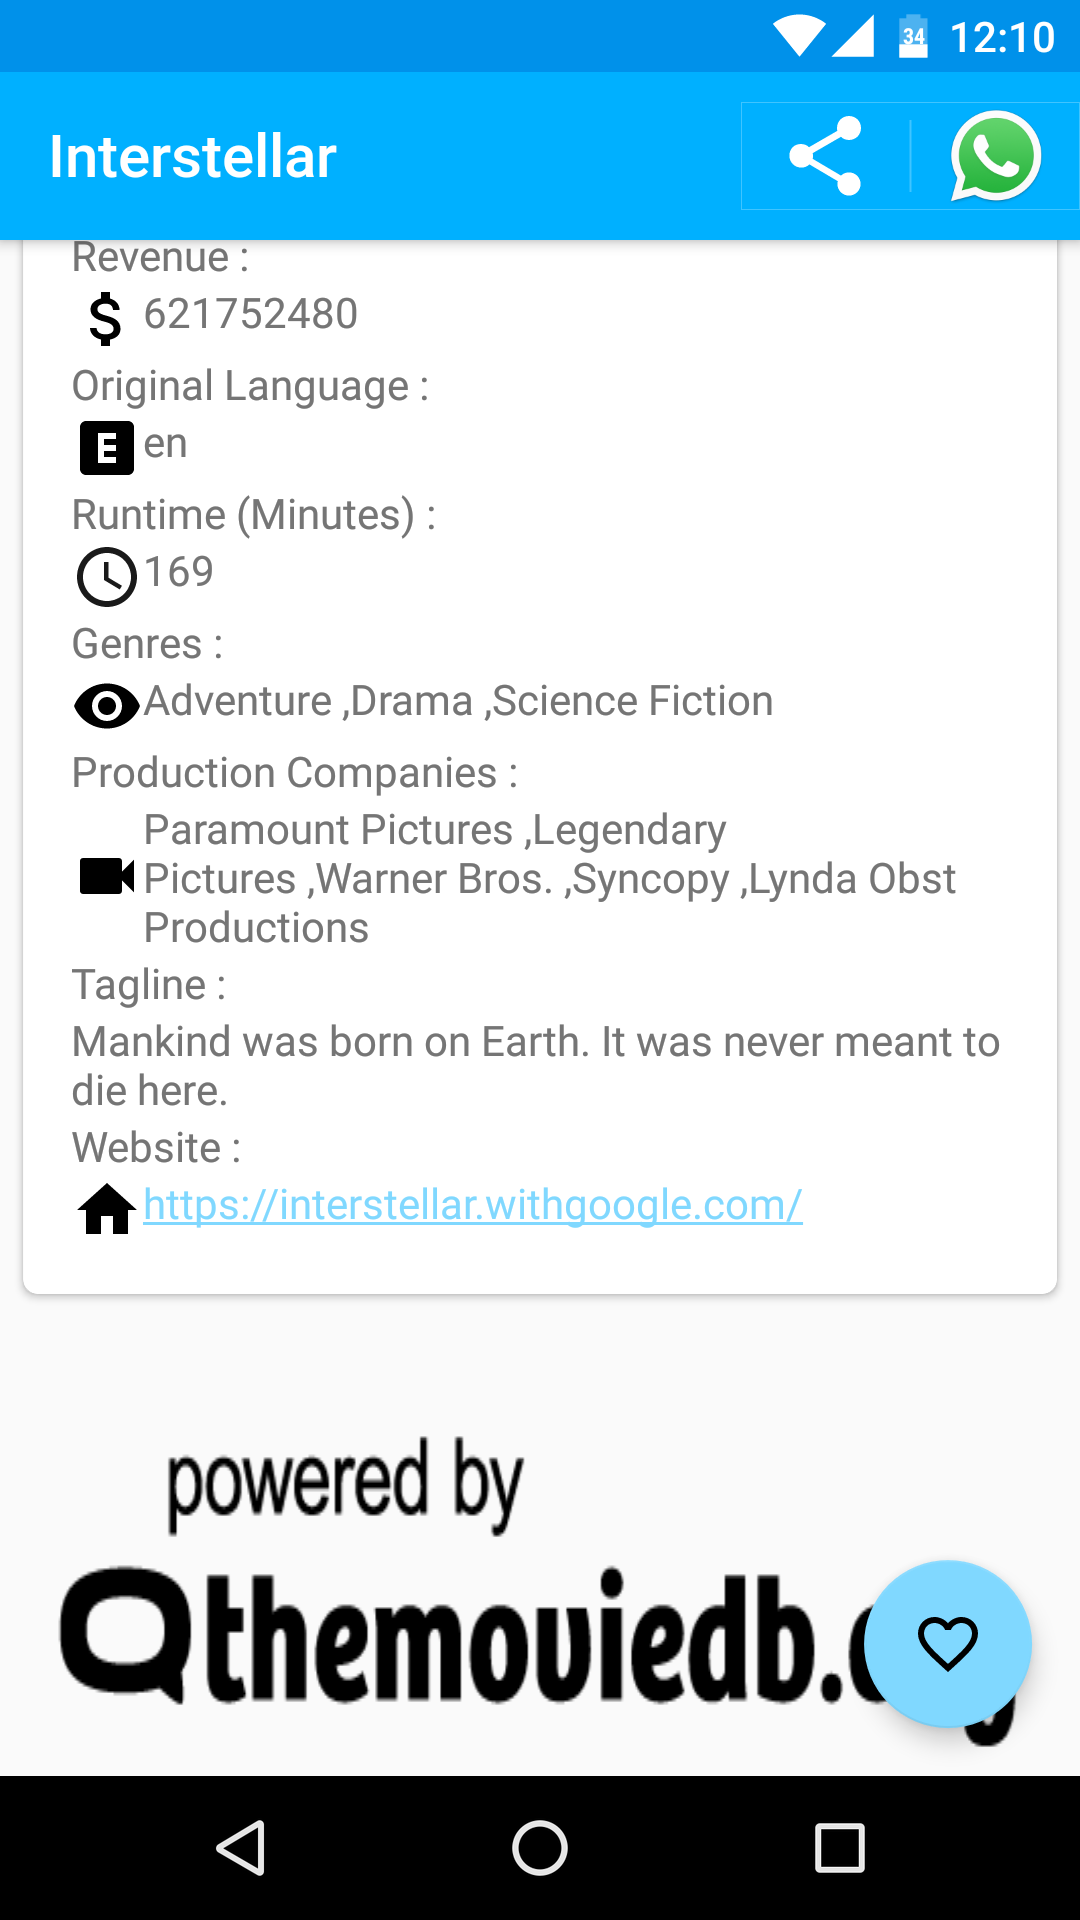 34 12:10
Interstellar
Revenue :
$ 621752480
Original Language :
E en
Runtime (Minutes) :
169
Genres :
Adventure ,Drama ,Science Fiction
Production Companies :
Paramount Pictures ,Legendary
Pictures ,Warner Bros. ,Syncopy ,Lynda Obst
Productions
Tagline :
Mankind was born on Earth. It was never meant to
die here.
Website :
https://interstellar.withgoogle.com/
powered by
themoviedb.